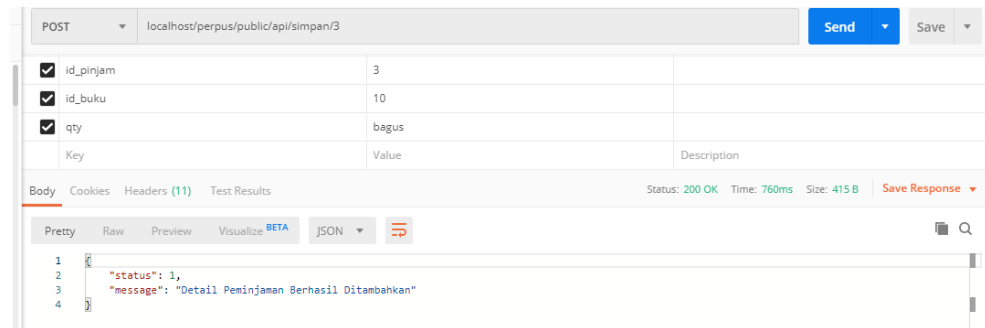 POST localhost/perpus/public/api/simpan/3 Send Save
id_pinjam 3
id_buku 10
qty bagus
Key Value Description
Body Cookies Headers (11) Test Results Status: 200 OK Time: 760ms Size: 415 B Save Response
Pretty Raw Preview Visualize BETA JSON
1 {
2 "status": 1,
3 "message": "Detail Peminjaman Berhasil Ditambahkan"
4 }